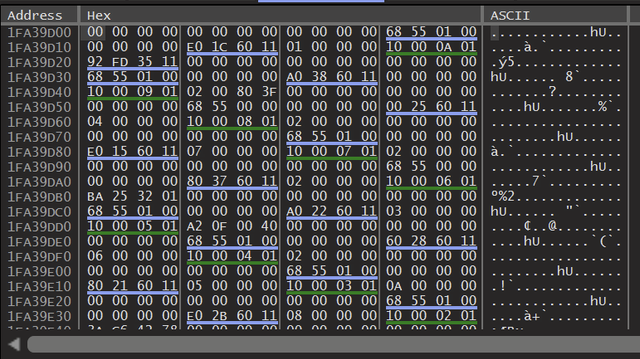 Address Hex ASCII
1FA39D00 00 00 00 00 00 00 00 00 00 00 00 00 68 55 01 00 ............hU..
1FA39D10 00 00 00 00 E0 1C 60 11 01 00 00 00 10 00 0A 01 ....à.`.........
1FA39D20 92 FD 35 11 00 00 00 00 00 00 00 00 00 00 00 00 .ý5.............
1FA39D30 68 55 01 00 00 00 00 00 A0 38 60 11 00 00 00 00 hU...... 8`.....
1FA39D40 10 00 09 01 02 00 80 3F 00 00 00 00 00 00 00 00 .......?........
1FA39D50 00 00 00 00 68 55 00 00 00 00 00 00 00 25 60 11 ....hU.......%`.
1FA39D60 04 00 00 00 10 00 08 01 02 00 00 00 00 00 00 00 ................
1FA39D70 00 00 00 00 00 00 00 00 68 55 01 00 00 00 00 00 ........hU......
1FA39D80 E0 15 60 11 07 00 00 00 10 00 07 01 02 00 00 00 à.`.............
1FA39D90 00 00 00 00 00 00 00 00 00 00 00 00 68 55 00 00 ............hU..
1FA39DA0 00 00 00 00 80 37 60 11 02 00 00 00 10 00 06 01 .....7`.........
1FA39DB0 BA 25 32 01 00 00 00 00 00 00 00 00 00 00 00 00 º%2.............
1FA39DC0 68 55 01 00 00 00 00 00 A0 22 60 11 03 00 00 00 hU...... "`.....
1FA39DD0 10 00 05 01 A2 0F 00 40 00 00 00 00 00 00 00 00 ....¢..@........
1FA39DE0 00 00 00 00 68 55 01 00 00 00 00 00 60 28 60 11 ....hU......`(`.
1FA39DF0 06 00 00 00 10 00 04 01 02 00 00 00 00 00 00 00 ................
1FA39E00 00 00 00 00 00 00 00 00 68 55 01 00 00 00 00 00 ........hU......
1FA39E10 80 21 60 11 05 00 00 00 10 00 03 01 0A 00 00 00 .!`.............
1FA39E20 00 00 00 00 00 00 00 00 00 00 00 00 68 55 01 00 ............hU..
1FA39E30 00 00 00 00 E0 2B 60 11 08 00 00 00 10 00 02 01 ....à+`.........